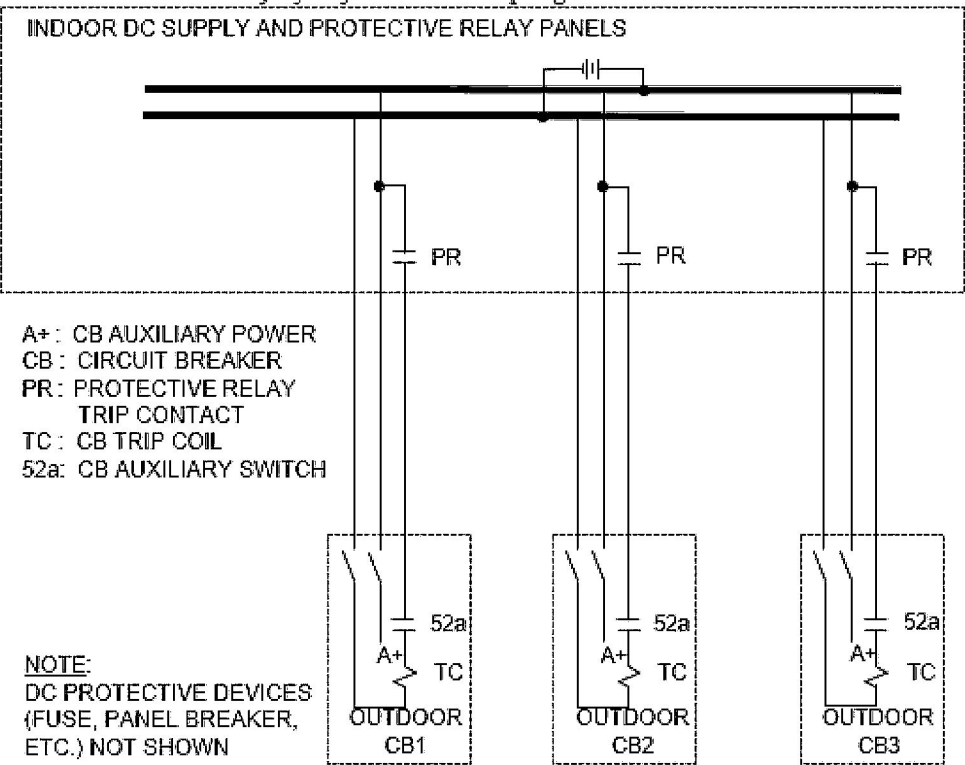 INDOOR DC SUPPLY AND PROTECTIVE RELAY PANELS
PR
PR
PR
A+: CB AUXILIARY POWER
CB: CIRCUIT BREAKER
PR: PROTECTIVE RELAY
TRIP CONTACT
TC: CB TRIP COIL
52a: CB AUXILIARY SWITCH
52a
52a
52a
A+
TC
A+
TC
A+
TC
NOTE:
DC PROTECTIVE DEVICES
(FUSE, PANEL BREAKER,
ETC.) NOT SHOWN
OUTDOOR
CB1
OUTDOOR
CB2
OUTDOOR
CB3